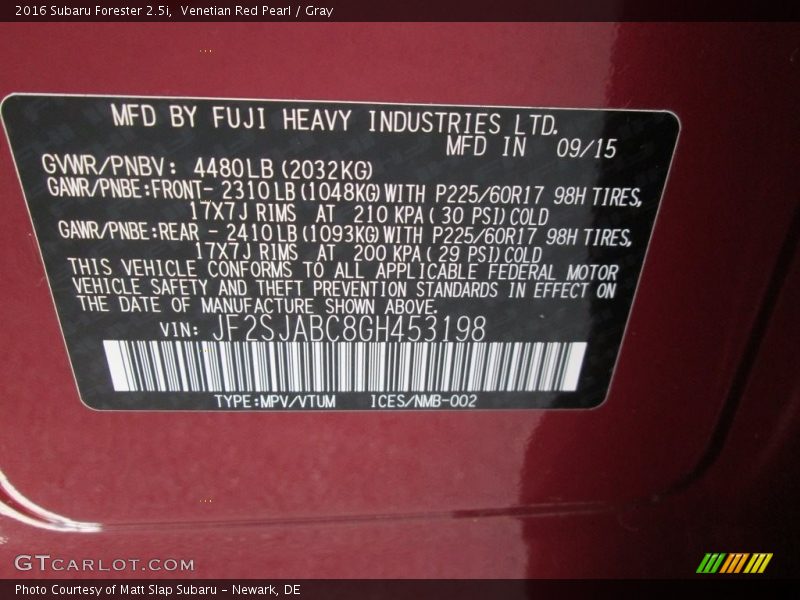 2016 Subaru Forester 2.5i,  Venetian Red Pearl / Gray
MFD BY FUJI HEAVY INDUSTRIES LTD.
MFD IN 09/15
GVWR/PNBV: 4480LB (2032KG)
GAWR/PNBE:FRONT- 2310LB (1048KG) WITH P225/60R17 98H TIRES,
17X7J RIMS AT 210 KPA ( 30 PSI) COLD
GAWR/PNBE:REAR - 2410LB (1093KG) WITH P225/60R17 98H TIRES,
17X7J RIMS AT 200 KPA ( 29 PSI) COLD
THIS VEHICLE CONFORMS TO ALL APPLICABLE FEDERAL MOTOR
VEHICLE SAFETY AND THEFT PREVENTION STANDARDS IN EFFECT ON
THE DATE OF MANUFACTURE SHOWN ABOVE.
VIN: JF2SJABC8GH453198
TYPE:MPV/VTUM ICES/NMB-002
GTCARLOT.COM
Photo Courtesy of Matt Slap Subaru - Newark, DE